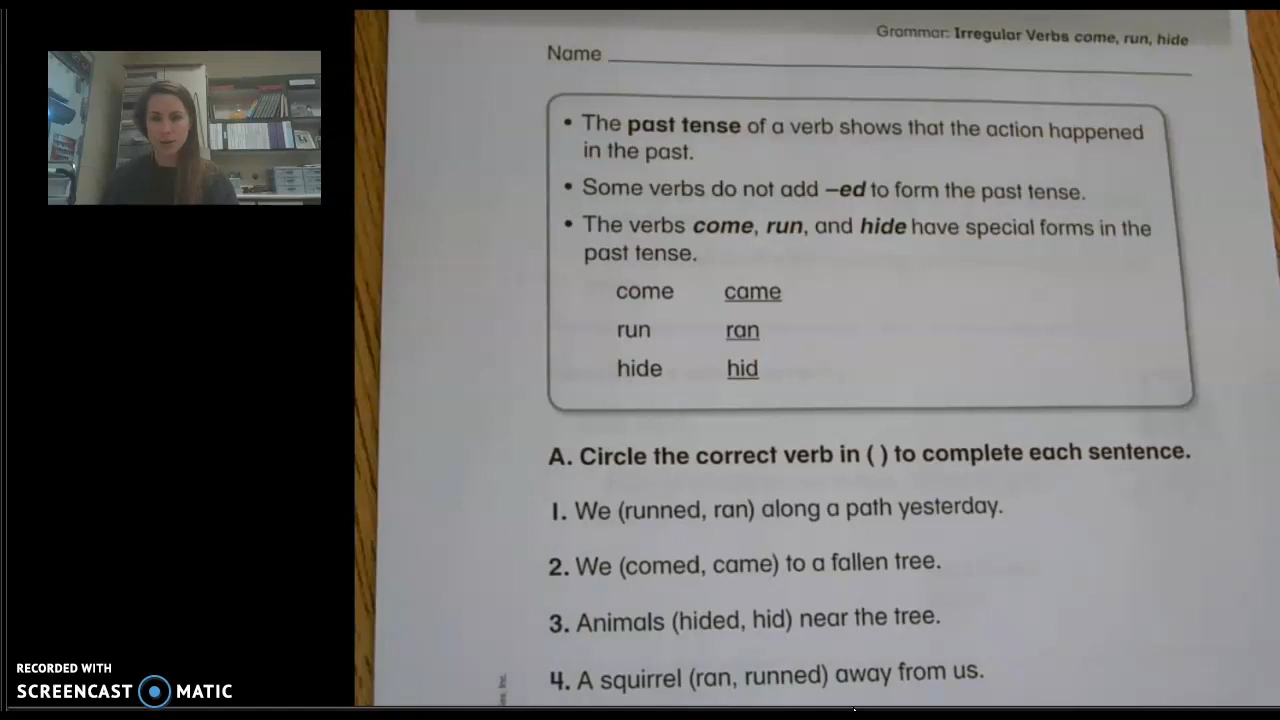 Grammar: Irregular Verbs come, run, hide
Name
• The past tense of a verb shows that the action happened
in the past.
• Some verbs do not add –ed to form the past tense.
• The verbs come, run, and hide have special forms in the
past tense.
come came
run ran
hide hid
A. Circle the correct verb in ( ) to complete each sentence.
1. We (runned, ran) along a path yesterday.
2. We (comed, came) to a fallen tree.
3. Animals (hided, hid) near the tree.
4. A squirrel (ran, runned) away from us.
RECORDED WITH
SCREENCAST MATIC